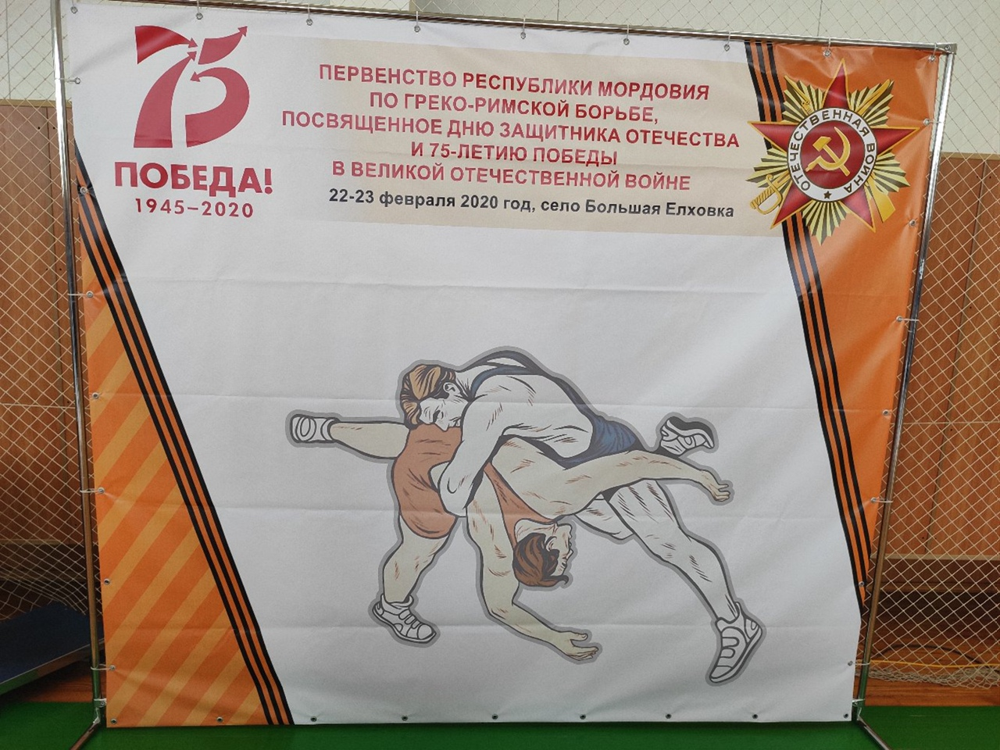 75
ПОБЕДА!
1945–2020
ПЕРВЕНСТВО РЕСПУБЛИКИ МОРДОВИЯ
ПО ГРЕКО-РИМСКОЙ БОРЬБЕ,
ПОСВЯЩЕННОЕ ДНЮ ЗАЩИТНИКА ОТЕЧЕСТВА
И 75-ЛЕТИЮ ПОБЕДЫ
В ВЕЛИКОЙ ОТЕЧЕСТВЕННОЙ ВОЙНЕ
22-23 февраля 2020 год, село Большая Елховка
ОТЕЧЕСТВЕННАЯ ВОЙНА